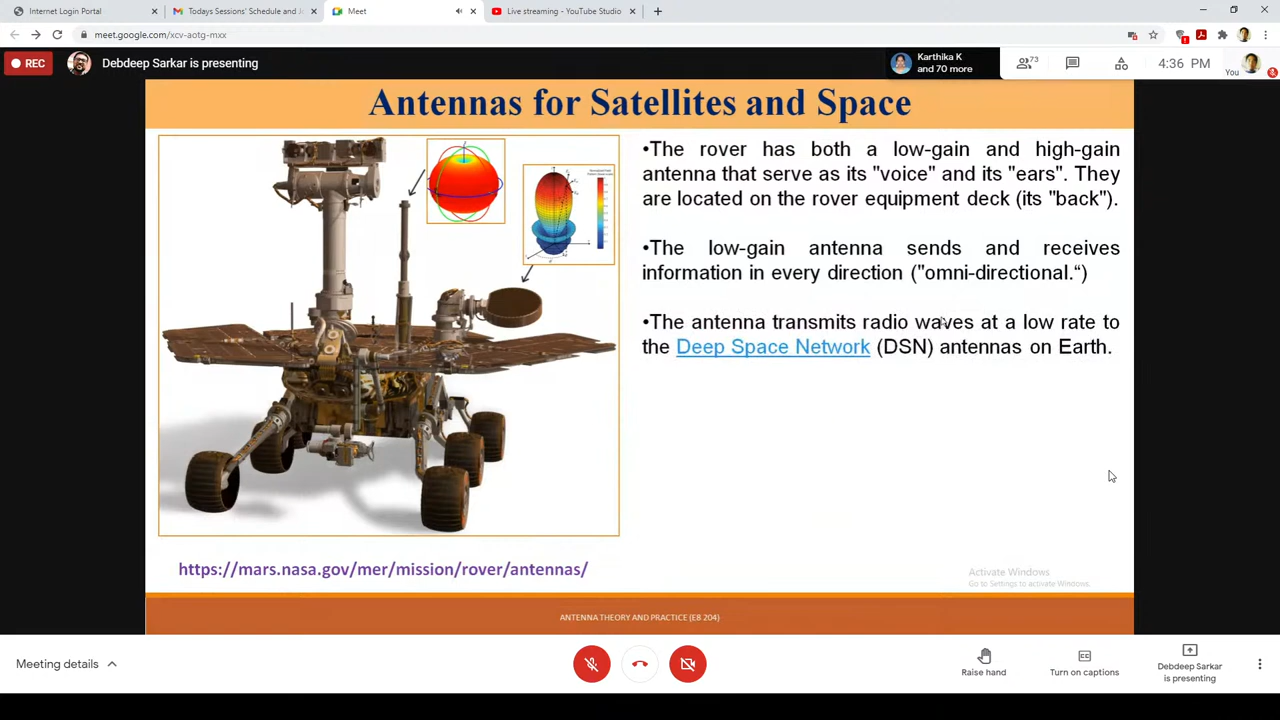 Internet Login Portal
Todays Sessions' Schedule and Jo
Meet
Live streaming - YouTube Studio
meet.google.com/xcv-aotg-mxx
REC
Debdeep Sarkar is presenting
Karthika K
and 70 more
73
4:36 PM
You
Antennas for Satellites and Space
•The rover has both a low-gain and high-gain
antenna that serve as its "voice" and its "ears". They
are located on the rover equipment deck (its "back").
•The low-gain antenna sends and receives
information in every direction ("omni-directional.“)
•The antenna transmits radio waves at a low rate to
the Deep Space Network (DSN) antennas on Earth.
https://mars.nasa.gov/mer/mission/rover/antennas/
Activate Windows
Go to Settings to activate Windows.
ANTENNA THEORY AND PRACTICE (E8 204)
Meeting details
Raise hand
Turn on captions
Debdeep Sarkar
is presenting